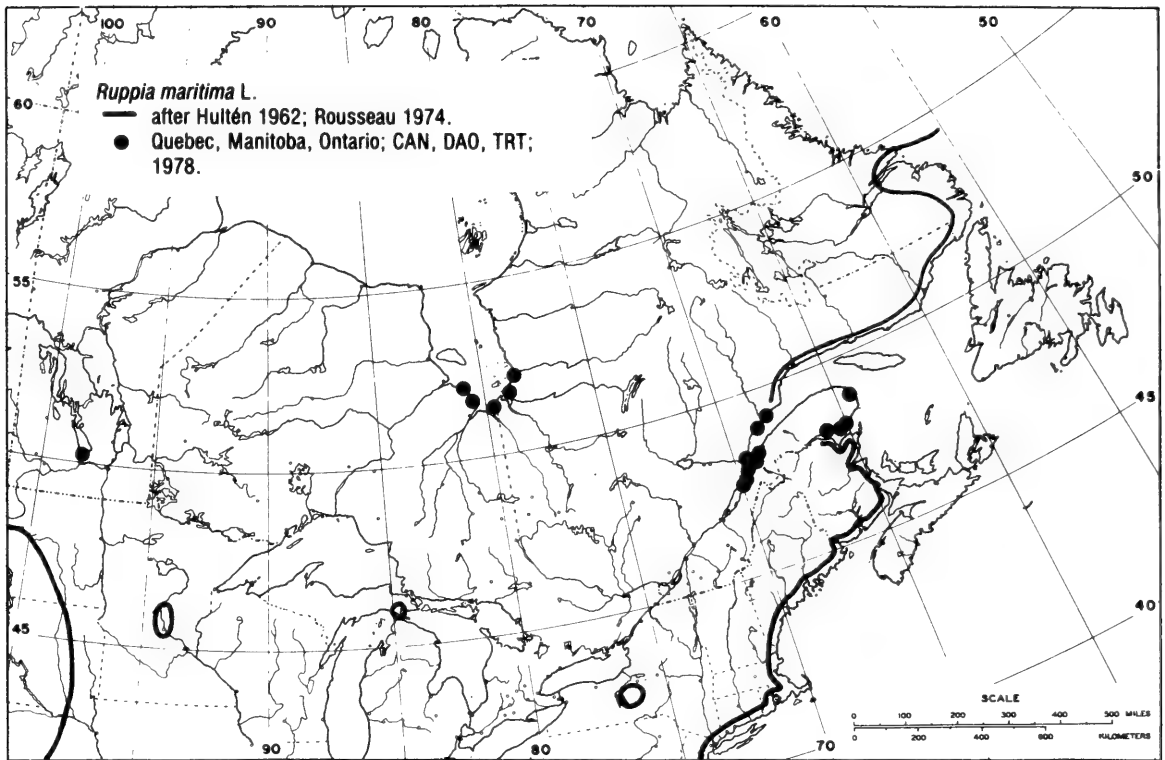 100 90 80 70 60 50
60
Ruppia maritima L.
after Hultén 1962; Rousseau 1974.
Quebec, Manitoba, Ontario; CAN, DAO, TRT;
1978.
50
55
45
40
45
SCALE
0 100 200 300 400 500 MILES
0 200 400 600 KILOMETERS
90 80 70